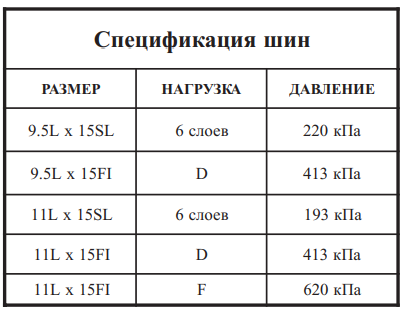 Спецификация шин
РАЗМЕР НАГРУЗКА ДАВЛЕНИЕ
9.5L x 15SL 6 слоев 220 кПа
9.5L x 15FI D 413 кПа
11L x 15SL 6 слоев 193 кПа
11L x 15FI D 413 кПа
11L x 15FI F 620 кПа